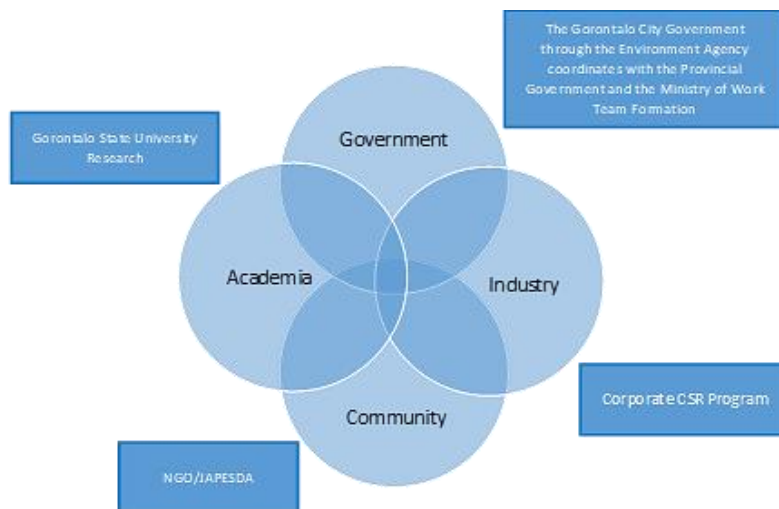 The Gorontalo City Government
through the Environment Agency
coordinates with the Provincial
Government and the Ministry of Work
Team Formation
Gorontalo State University
Research
Government
Academia
Industry
Community
Corporate CSR Program
NGO/JAPESDA